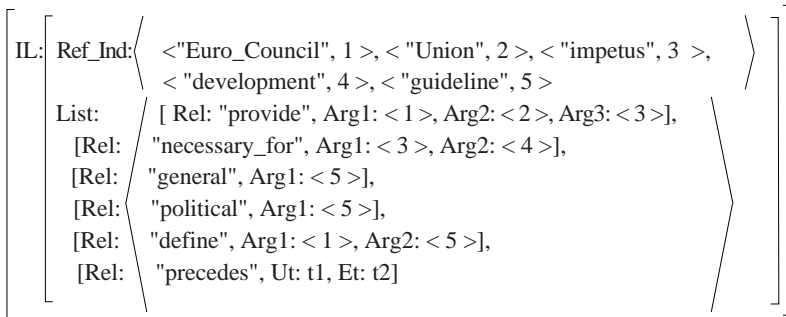 IL: Ref_Ind: <"Euro_Council", 1 >, < "Union", 2 >, < "impetus", 3 >,
< "development", 4 >, < "guideline", 5 >
List: [ Rel: "provide", Arg1: < 1 >, Arg2: < 2 >, Arg3: < 3 >],
[Rel: "necessary_for", Arg1: < 3 >, Arg2: < 4 >],
[Rel: "general", Arg1: < 5 >],
[Rel: "political", Arg1: < 5 >],
[Rel: "define", Arg1: < 1 >, Arg2: < 5 >],
[Rel: "precedes", Ut: t1, Et: t2]